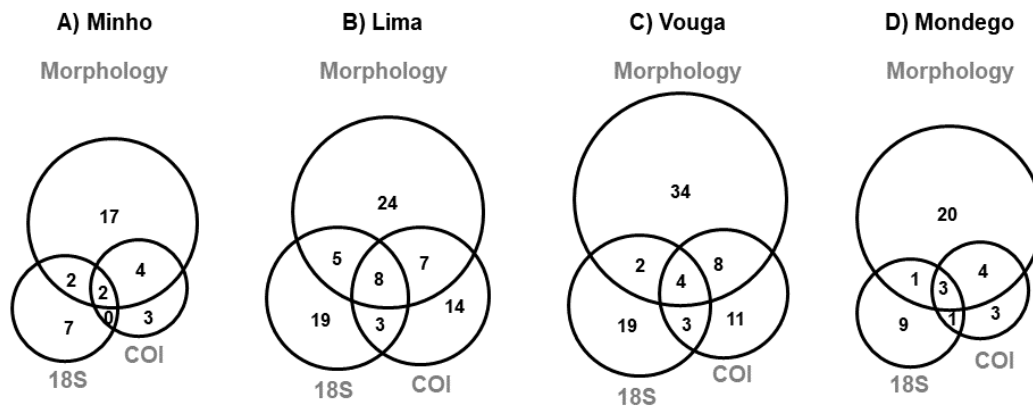 A) Minho
Morphology
17
2
4
2
7
0
3
COI
18S
B) Lima
Morphology
24
5
7
8
19
14
3
18S
COI
C) Vouga
Morphology
34
2
8
4
19
3
11
COI
18S
D) Mondego
Morphology
20
1
4
3
9
1
3
COI
18S